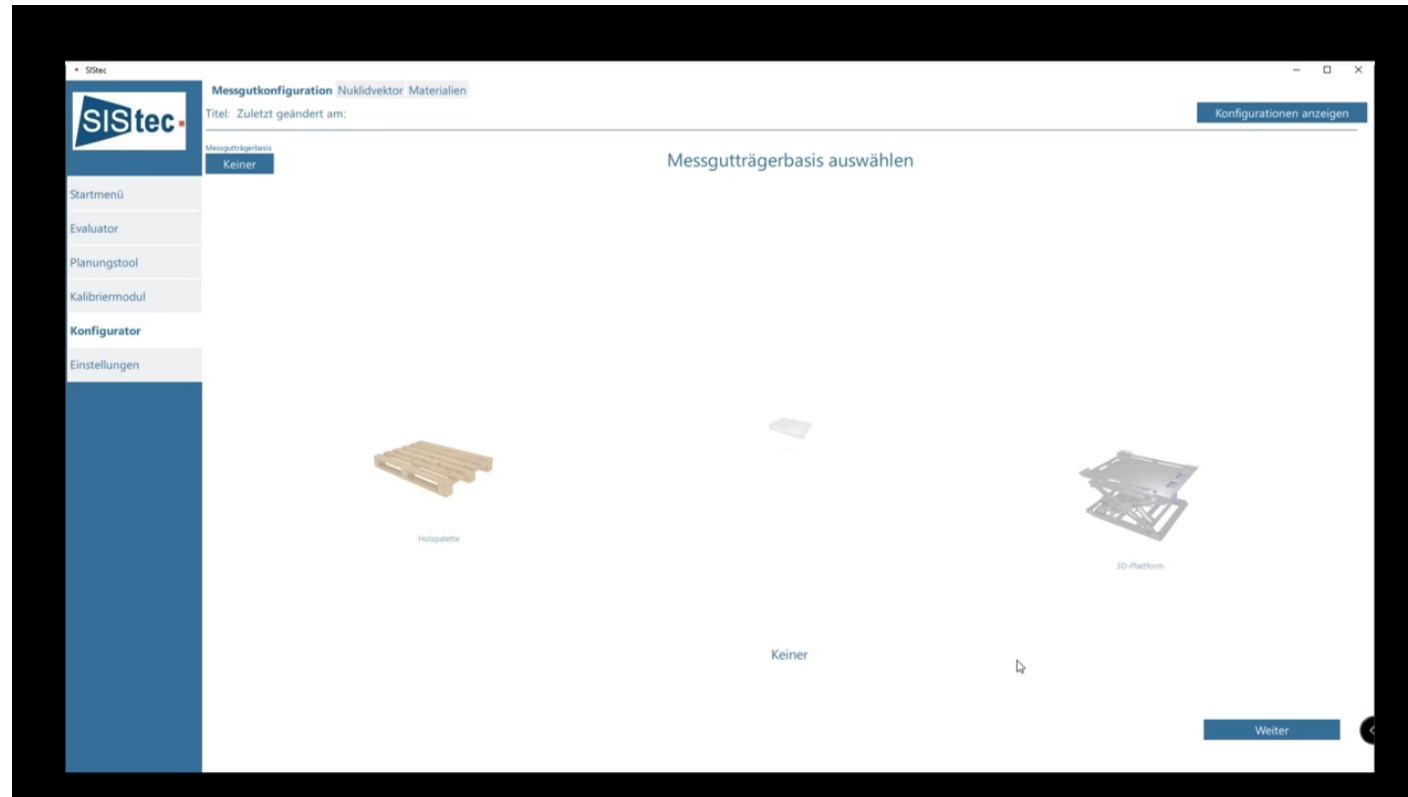 SIStec
SIStec
Messgutkonfiguration Nuklidvektor Materialien
Titel: Zuletzt geändert am:
Konfigurationen anzeigen
Messgutträgerbasis
Keiner
Messgutträgerbasis auswählen
Startmenü
Evaluator
Planungstool
Kalibriermodul
Konfigurator
Einstellungen
Holzpalette
3D-Plattform
Keiner
Weiter